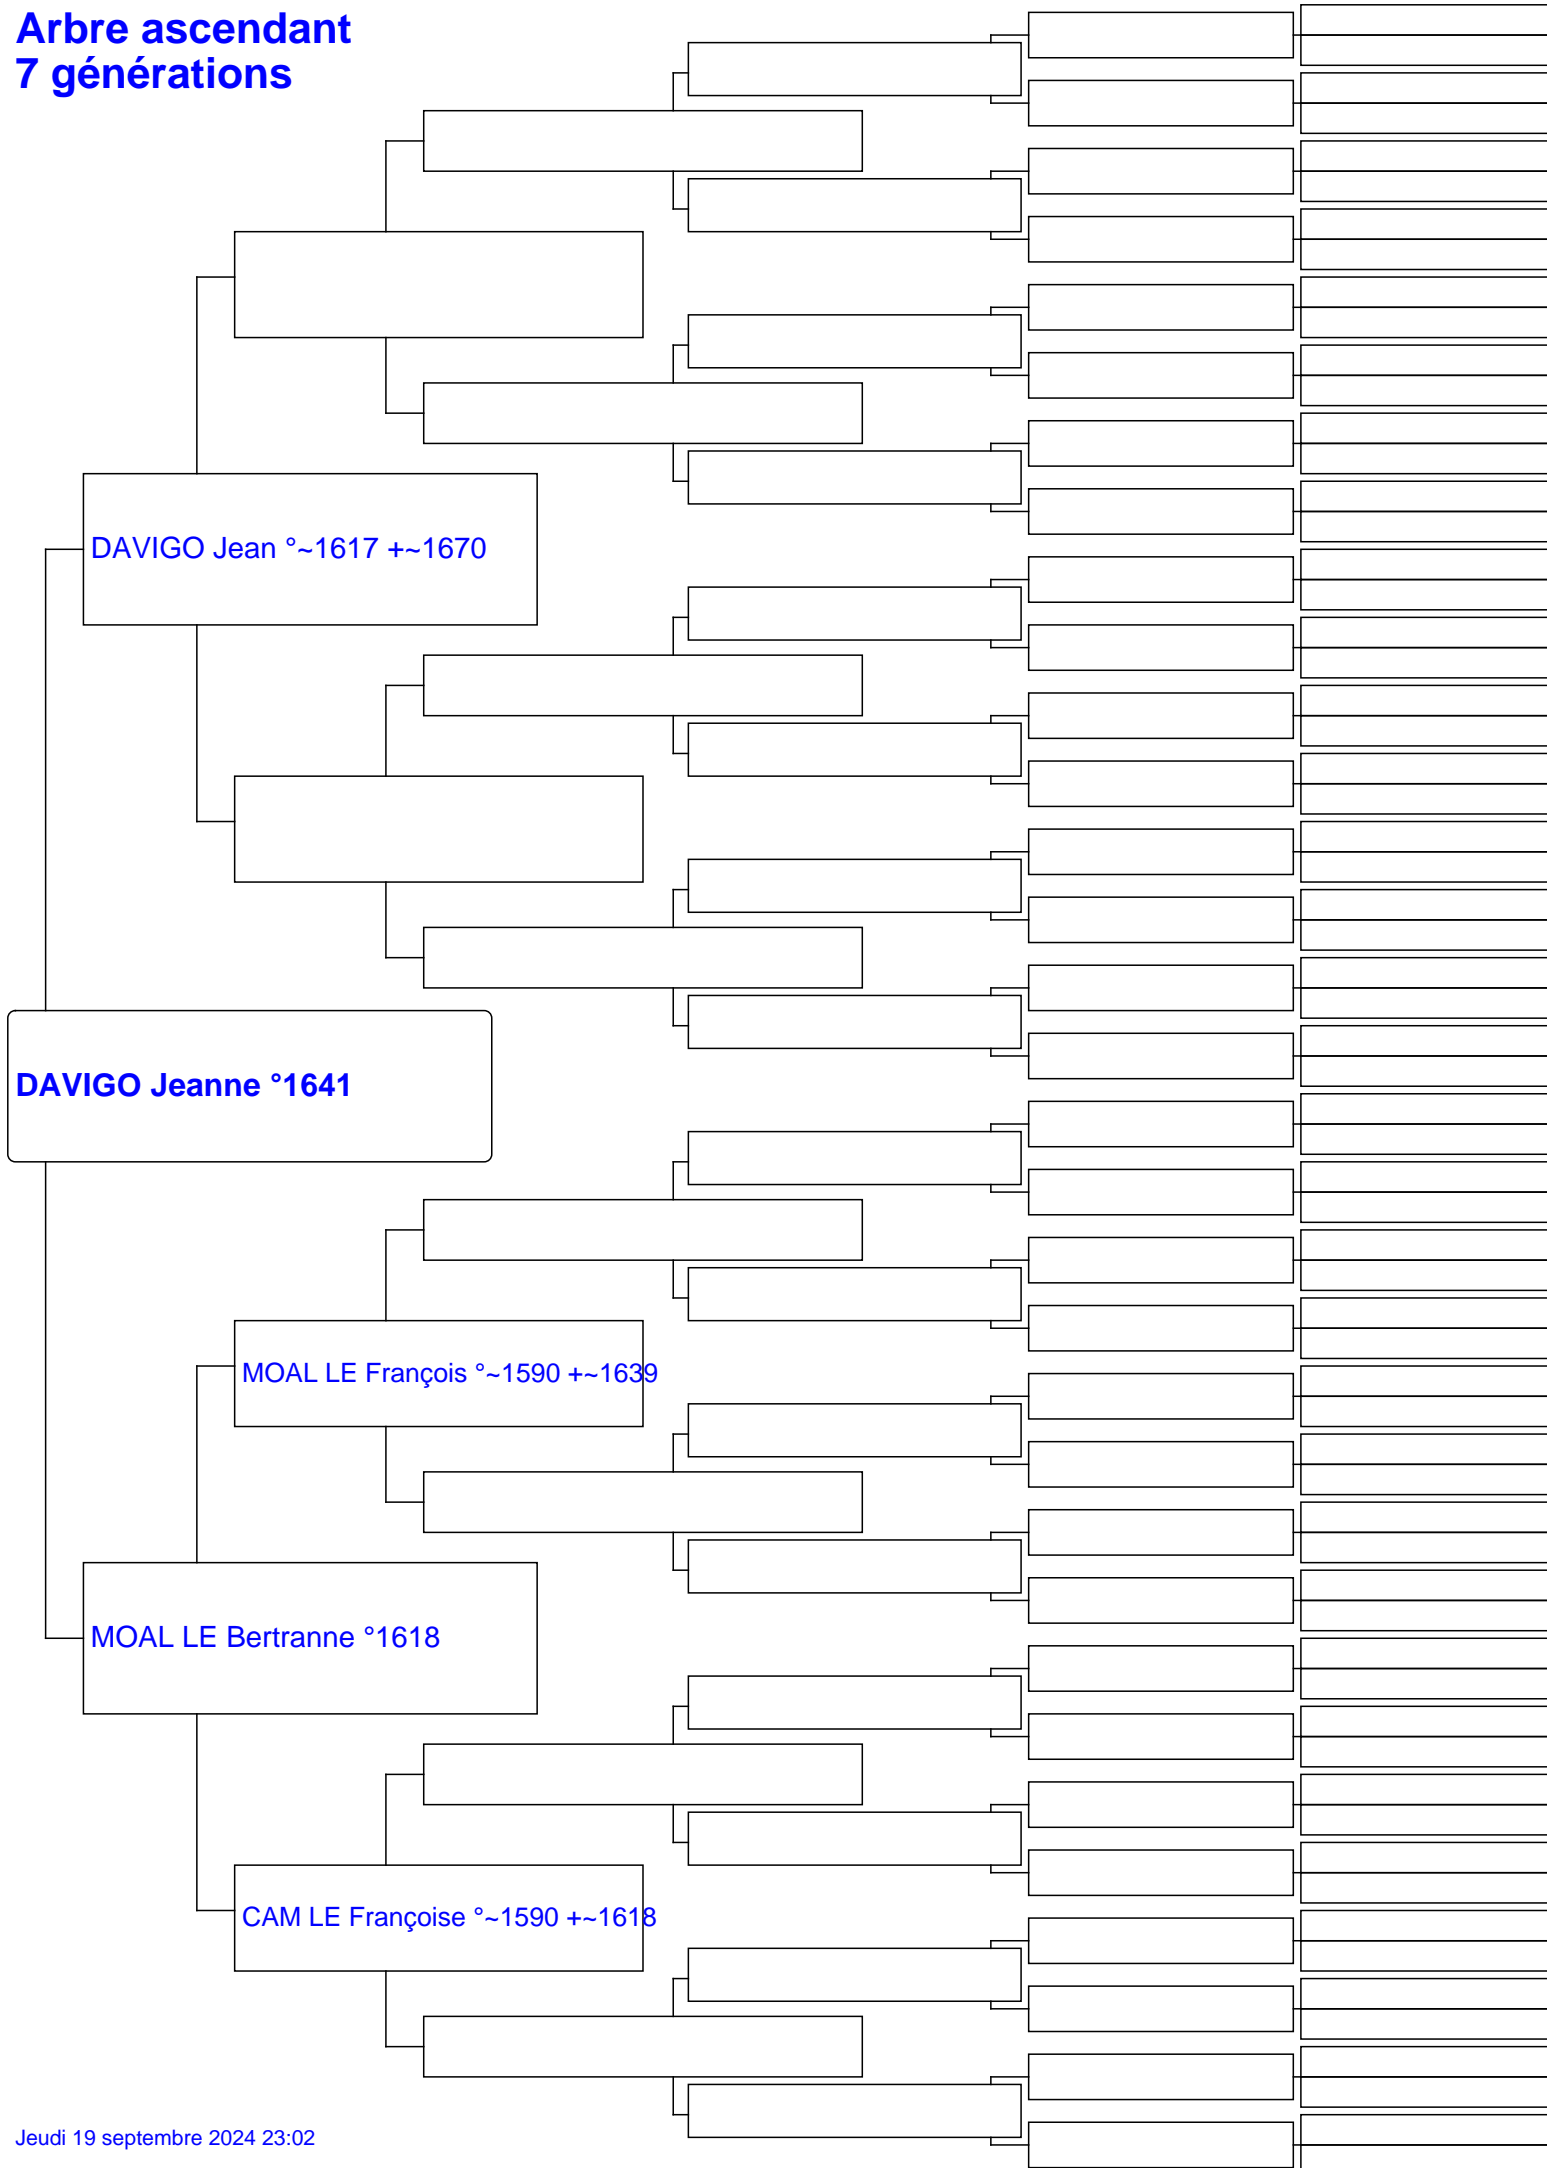 Arbre ascendant
7 générations
DAVIGO Jean °~1617 +~1670
DAVIGO Jeanne °1641
MOAL LE François °~1590 +~1639
MOAL LE Bertranne °1618
CAM LE Françoise °~1590 +~1618
Jeudi 19 septembre 2024 23:02